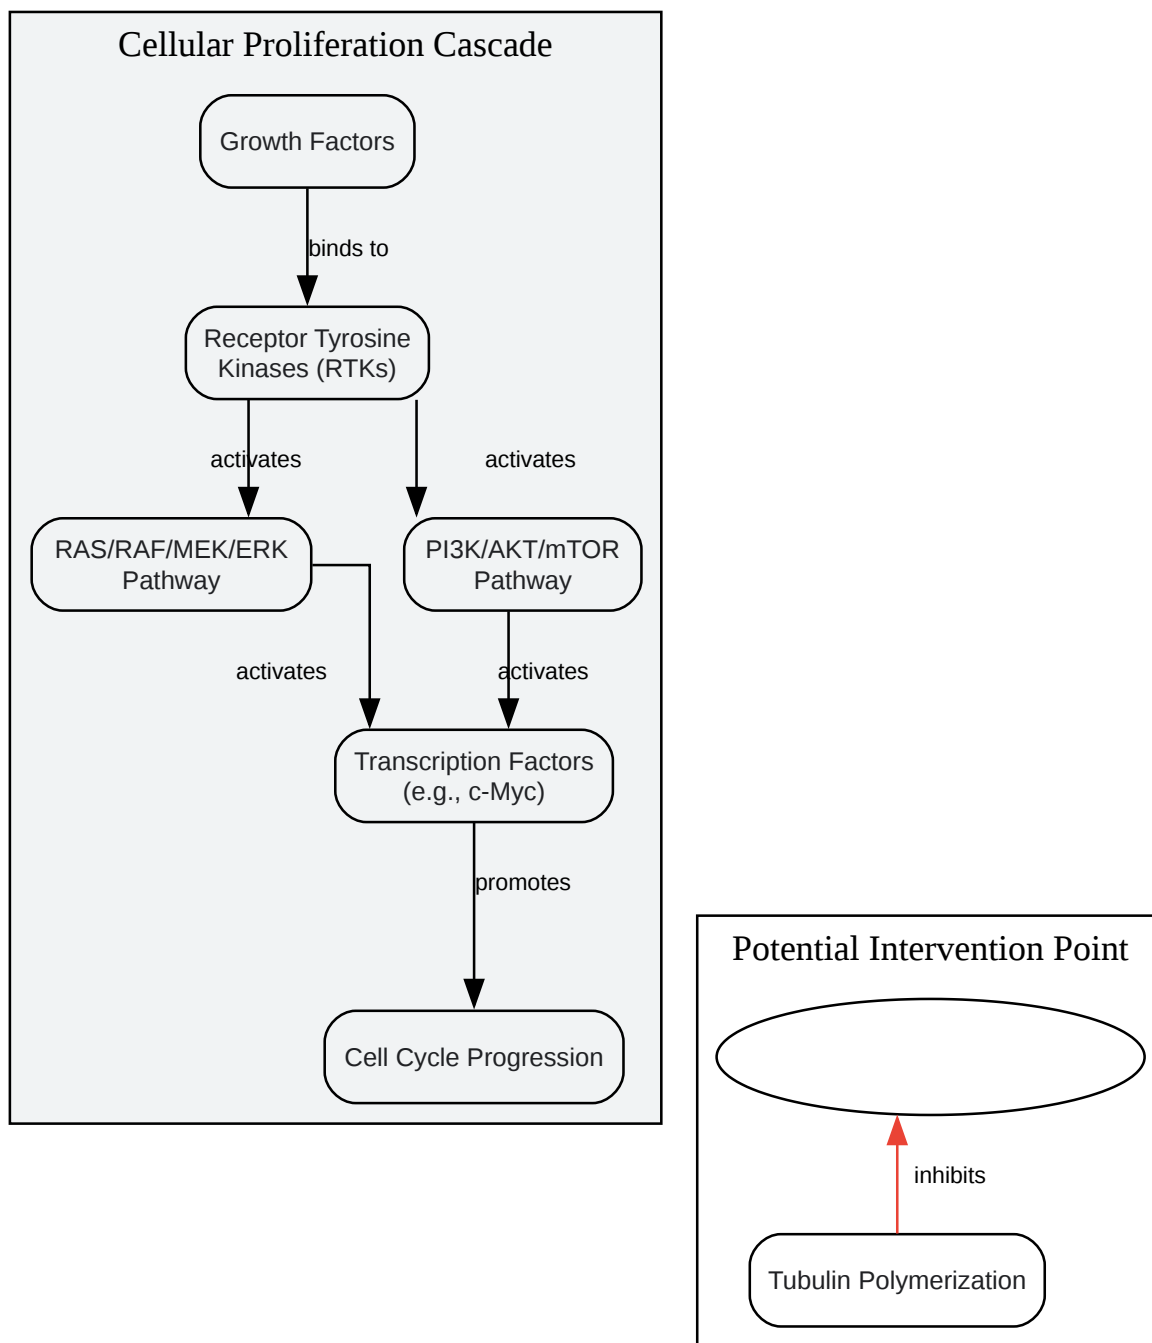 Cellular Proliferation Cascade
Growth Factors
binds to
Receptor Tyrosine
Kinases (RTKs)
activates
activates
RAS/RAF/MEK/ERK
Pathway
PI3K/AKT/mTOR
Pathway
activates
activates
Transcription Factors
(e.g., c-Myc)
promotes
Cell Cycle Progression
Potential Intervention Point
inhibits
Tubulin Polymerization